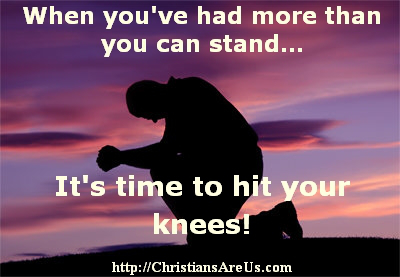 When you've had more than
you can stand...
It's time to hit your
knees!
http://ChristiansAreUs.com